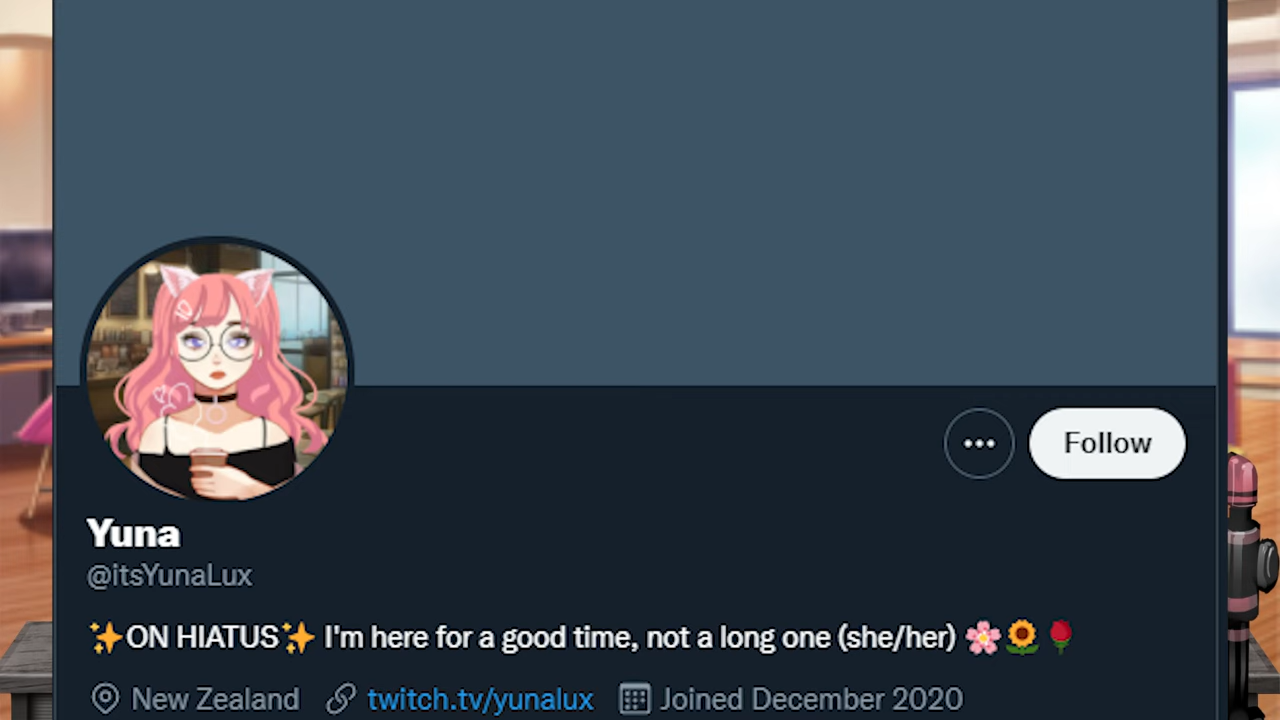 Follow
Yuna
@itsYunaLux
✨ON HIATUS✨ I'm here for a good time, not a long one (she/her) 🌸🌻🌹
New Zealand twitch.tv/yunalux Joined December 2020